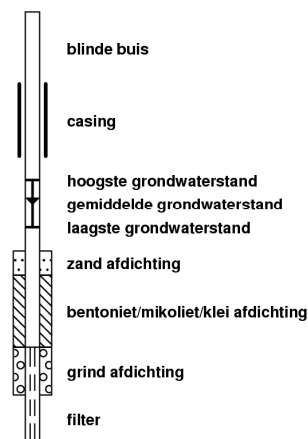 blinde buis
casing
hoogste grondwaterstand
gemiddelde grondwaterstand
laagste grondwaterstand
zand afdichting
bentoniet/mikoliet/klei afdichting
grind afdichting
filter